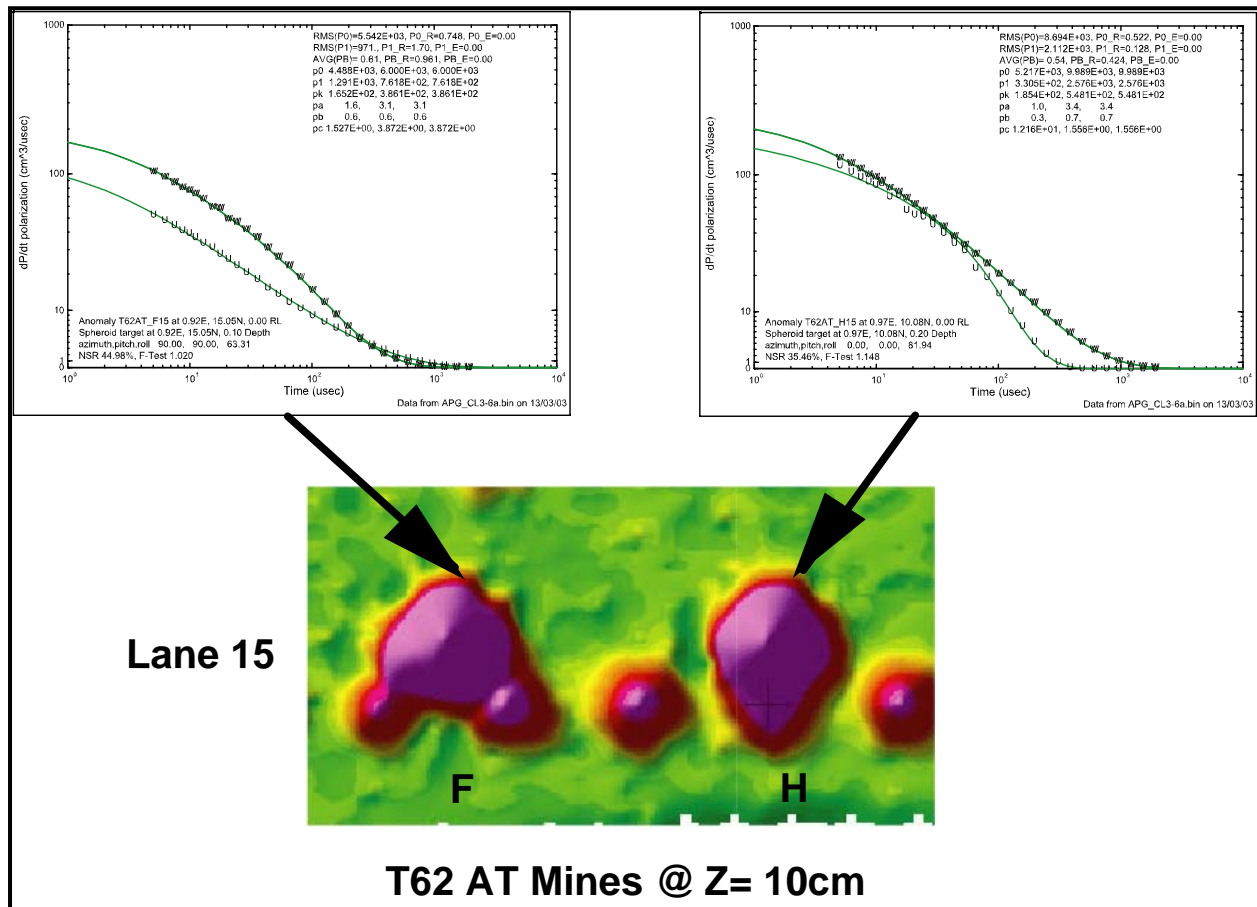 1000
RMS(P0)=5.542E+03, P0_R=0.748, P0_E=0.00
RMS(P1)=971., P1_R=1.70, P1_E=0.00
AVG(PB)= 0.61, PB_R=0.961, PB_E=0.00
p0 4.488E+03, 6.000E+03, 6.000E+03
p1 1.291E+03, 7.618E+02, 7.618E+02
pk 1.652E+02, 3.861E+02, 3.861E+02
pa 1.6, 3.1, 3.1
pb 0.6, 0.6, 0.6
pc 1.527E+00, 3.872E+00, 3.872E+00
dP/dt polarization (cm^3/usec)
100
10
1
0
Anomaly T62AT_F15 at 0.92E, 15.05N, 0.00 RL
Spheroid target at 0.92E, 15.05N, 0.10 Depth
azimuth,pitch,roll 90.00, 90.00, 63.31
NSR 44.98%, F-Test 1.020
10^0 10^1 10^2 10^3 10^4
Time (usec)
Data from APG_CL3-6a.bin on 13/03/03
1000
RMS(P0)=8.694E+03, P0_R=0.522, P0_E=0.00
RMS(P1)=2.112E+03, P1_R=0.128, P1_E=0.00
AVG(PB)= 0.54, PB_R=0.424, PB_E=0.00
p0 5.217E+03, 9.989E+03, 9.989E+03
p1 3.305E+02, 2.576E+03, 2.576E+03
pk 1.854E+02, 5.481E+02, 5.481E+02
pa 1.0, 3.4, 3.4
pb 0.3, 0.7, 0.7
pc 1.216E+01, 1.556E+00, 1.556E+00
dP/dt polarization (cm^3/usec)
100
10
1
0
Anomaly T62AT_H15 at 0.97E, 10.08N, 0.00 RL
Spheroid target at 0.97E, 10.08N, 0.20 Depth
azimuth,pitch,roll 0.00, 0.00, 81.94
NSR 35.46%, F-Test 1.148
10^0 10^1 10^2 10^3 10^4
Time (usec)
Data from APG_CL3-6a.bin on 13/03/03
Lane 15
F H
T62 AT Mines @ Z= 10cm